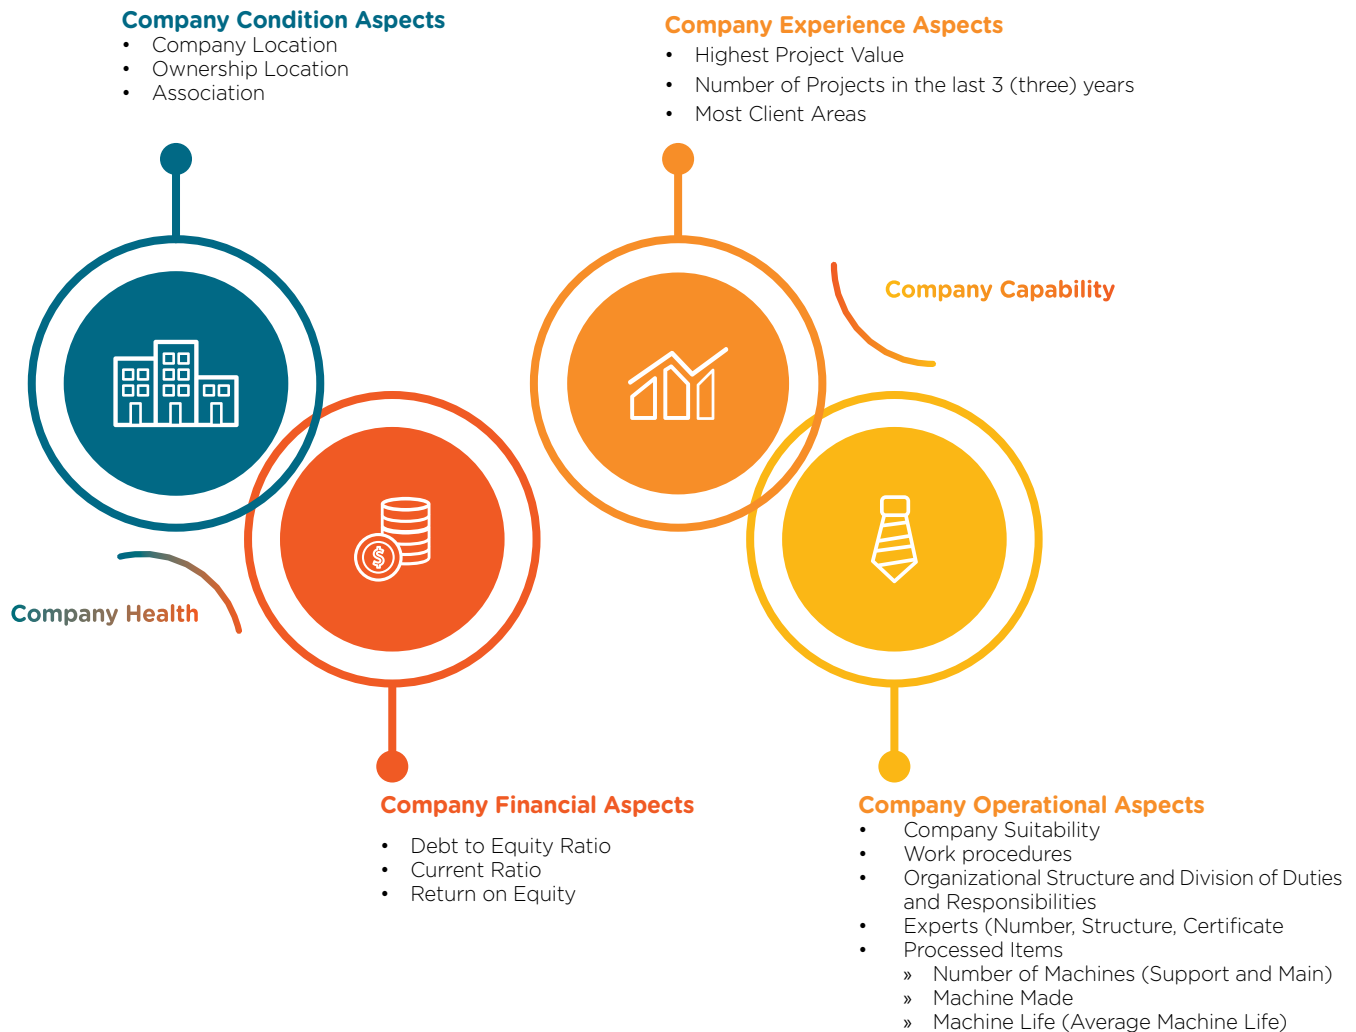 Company Condition Aspects
• Company Location
• Ownership Location
• Association
Company Experience Aspects
• Highest Project Value
• Number of Projects in the last 3 (three) years
• Most Client Areas
Company Capability
$
Company Health
Company Financial Aspects
• Debt to Equity Ratio
• Current Ratio
• Return on Equity
Company Operational Aspects
• Company Suitability
• Work procedures
• Organizational Structure and Division of Duties
and Responsibilities
• Experts (Number, Structure, Certificate
• Processed Items
» Number of Machines (Support and Main)
» Machine Made
» Machine Life (Average Machine Life)